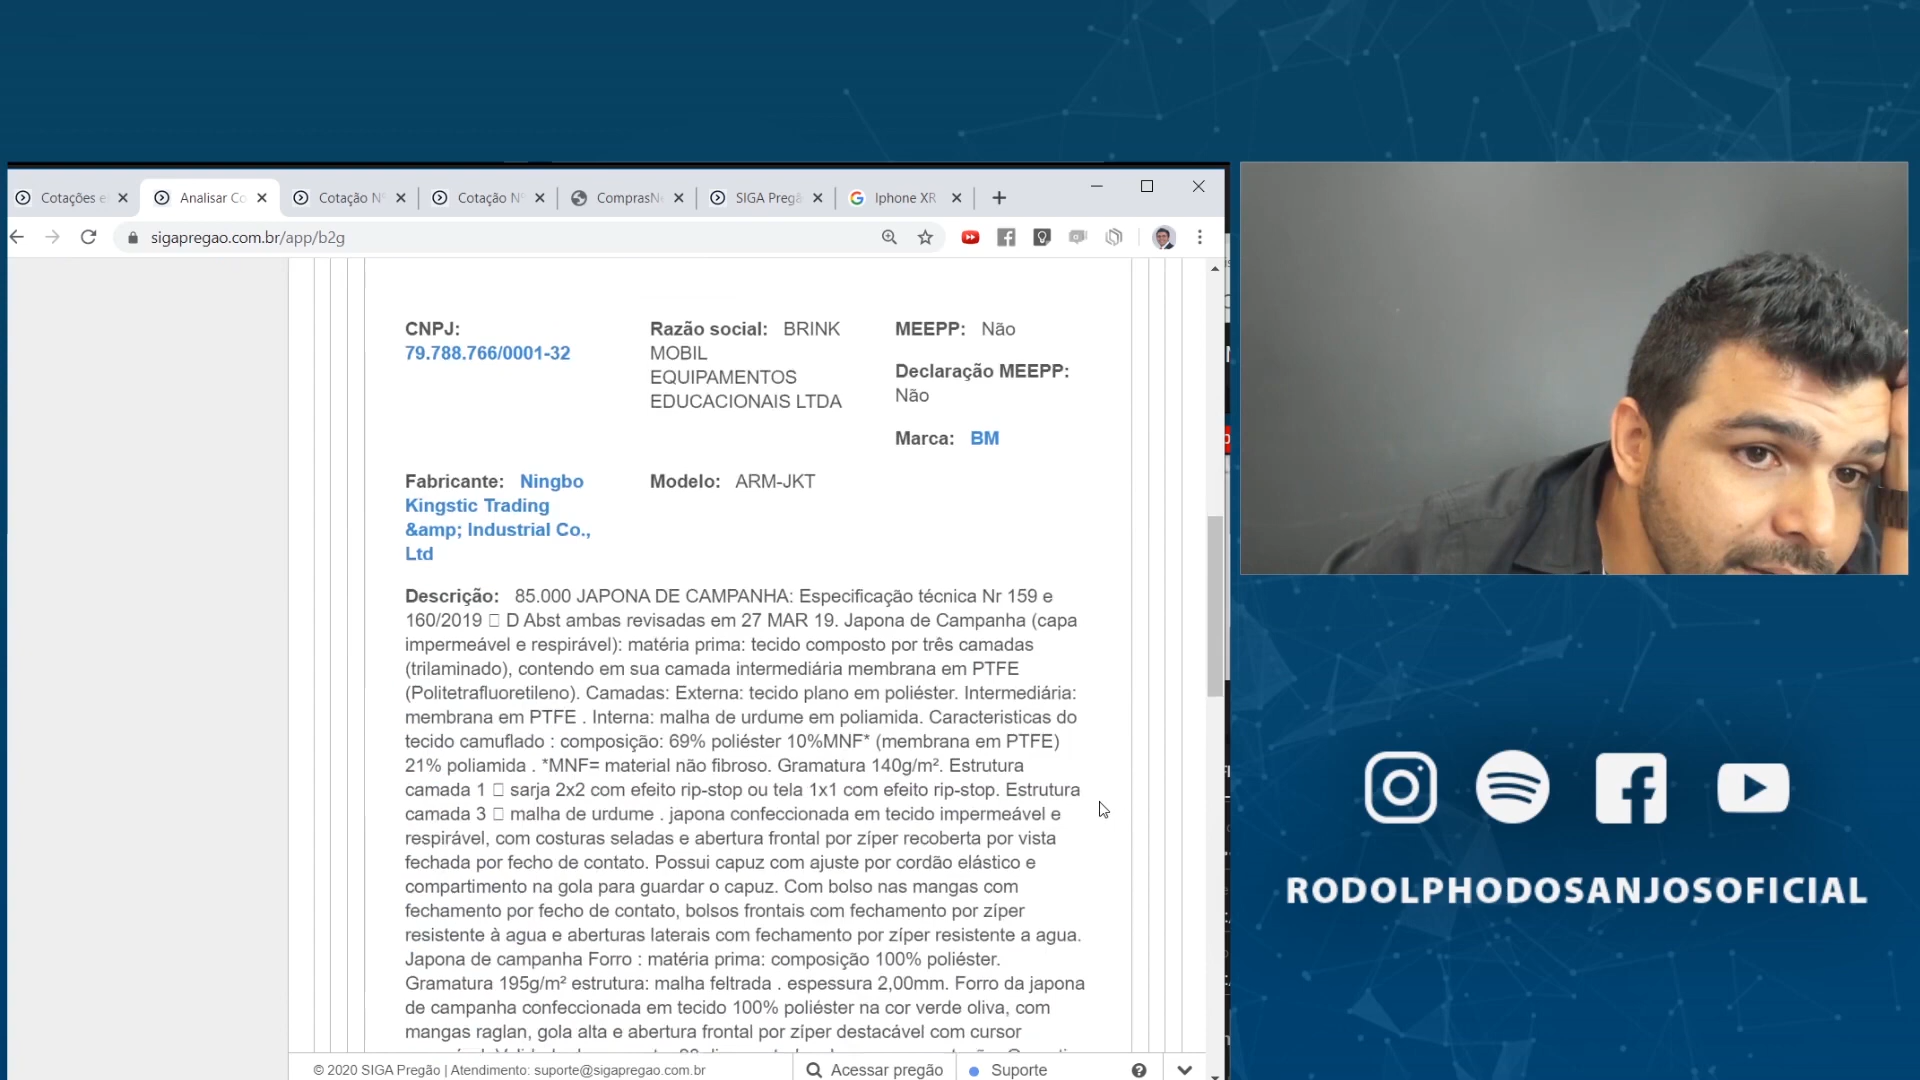 Cotações e
Analisar Co
Cotação Nº
Cotação Nº
ComprasNe
SIGA Pregã
Iphone XR
sigapregao.com.br/app/b2g
CNPJ:
79.788.766/0001-32
Razão social: BRINK
MOBIL
EQUIPAMENTOS
EDUCACIONAIS LTDA
MEEPP: Não
Declaração MEEPP:
Não
Marca: BM
Fabricante: Ningbo
Kingstic Trading
&amp;amp; Industrial Co.,
Ltd
Modelo: ARM-JKT
Descrição: 85.000 JAPONA DE CAMPANHA: Especificação técnica Nr 159 e
160/2019 □ D Abst ambas revisadas em 27 MAR 19. Japona de Campanha (capa
impermeável e respirável): matéria prima: tecido composto por três camadas
(trilaminado), contendo em sua camada intermediária membrana em PTFE
(Politetrafluoretileno). Camadas: Externa: tecido plano em poliéster. Intermediária:
membrana em PTFE . Interna: malha de urdume em poliamida. Caracteristicas do
tecido camuflado : composição: 69% poliéster 10%MNF* (membrana em PTFE)
21% poliamida . *MNF= material não fibroso. Gramatura 140g/m². Estrutura
camada 1 □ sarja 2x2 com efeito rip-stop ou tela 1x1 com efeito rip-stop. Estrutura
camada 3 □ malha de urdume . japona confeccionada em tecido impermeável e
respirável, com costuras seladas e abertura frontal por zíper recoberta por vista
fechada por fecho de contato. Possui capuz com ajuste por cordão elástico e
compartimento na gola para guardar o capuz. Com bolso nas mangas com
fechamento por fecho de contato, bolsos frontais com fechamento por zíper
resistente à agua e aberturas laterais com fechamento por zíper resistente a agua.
Japona de campanha Forro : matéria prima: composição 100% poliéster.
Gramatura 195g/m² estrutura: malha feltrada . espessura 2,00mm. Forro da japona
de campanha confeccionada em tecido 100% poliéster na cor verde oliva, com
mangas raglan, gola alta e abertura frontal por zíper destacável com cursor
© 2020 SIGA Pregão | Atendimento: suporte@sigapregao.com.br
Acessar pregão
Suporte
RODOLPHODOSANJOSOFICIAL